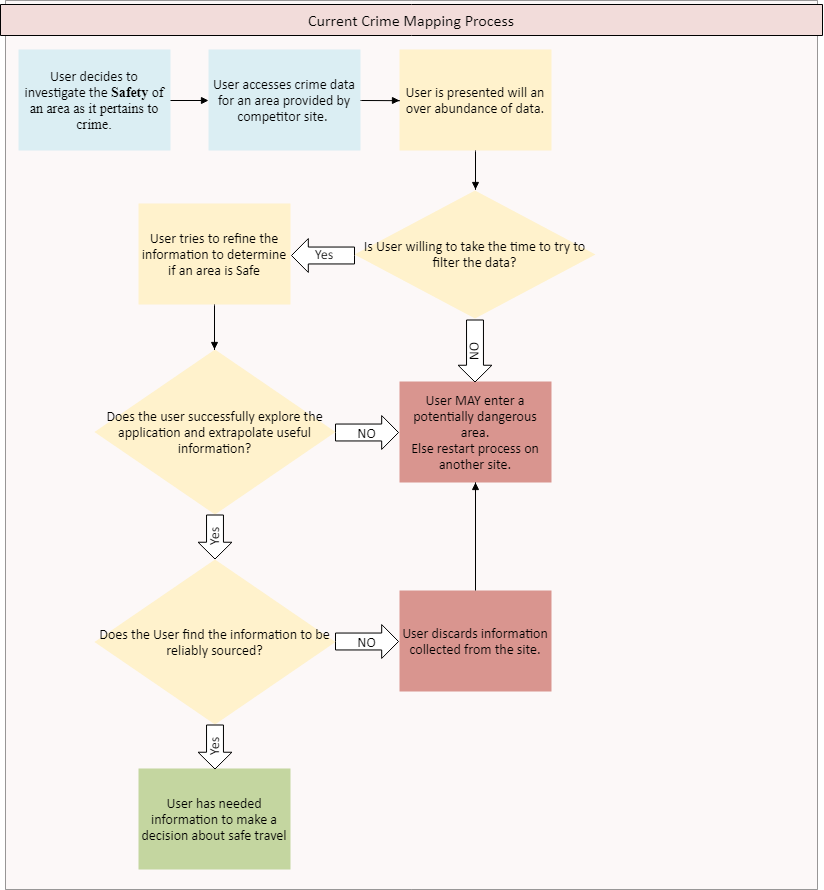 Current Crime Mapping Process
User decides to
investigate the Safety of
an area as it pertains to
crime.
User accesses crime data
for an area provided by
competitor site.
User is presented will an
over abundance of data.
Is User willing to take the time to try to
filter the data?
Yes
User tries to refine the
information to determine
if an area is Safe
NO
User MAY enter a
potentially dangerous
area.
Else restart process on
another site.
Does the user successfully explore the
application and extrapolate useful
information?
NO
Yes
Does the User find the information to be
reliably sourced?
NO
User discards information
collected from the site.
Yes
User has needed
information to make a
decision about safe travel